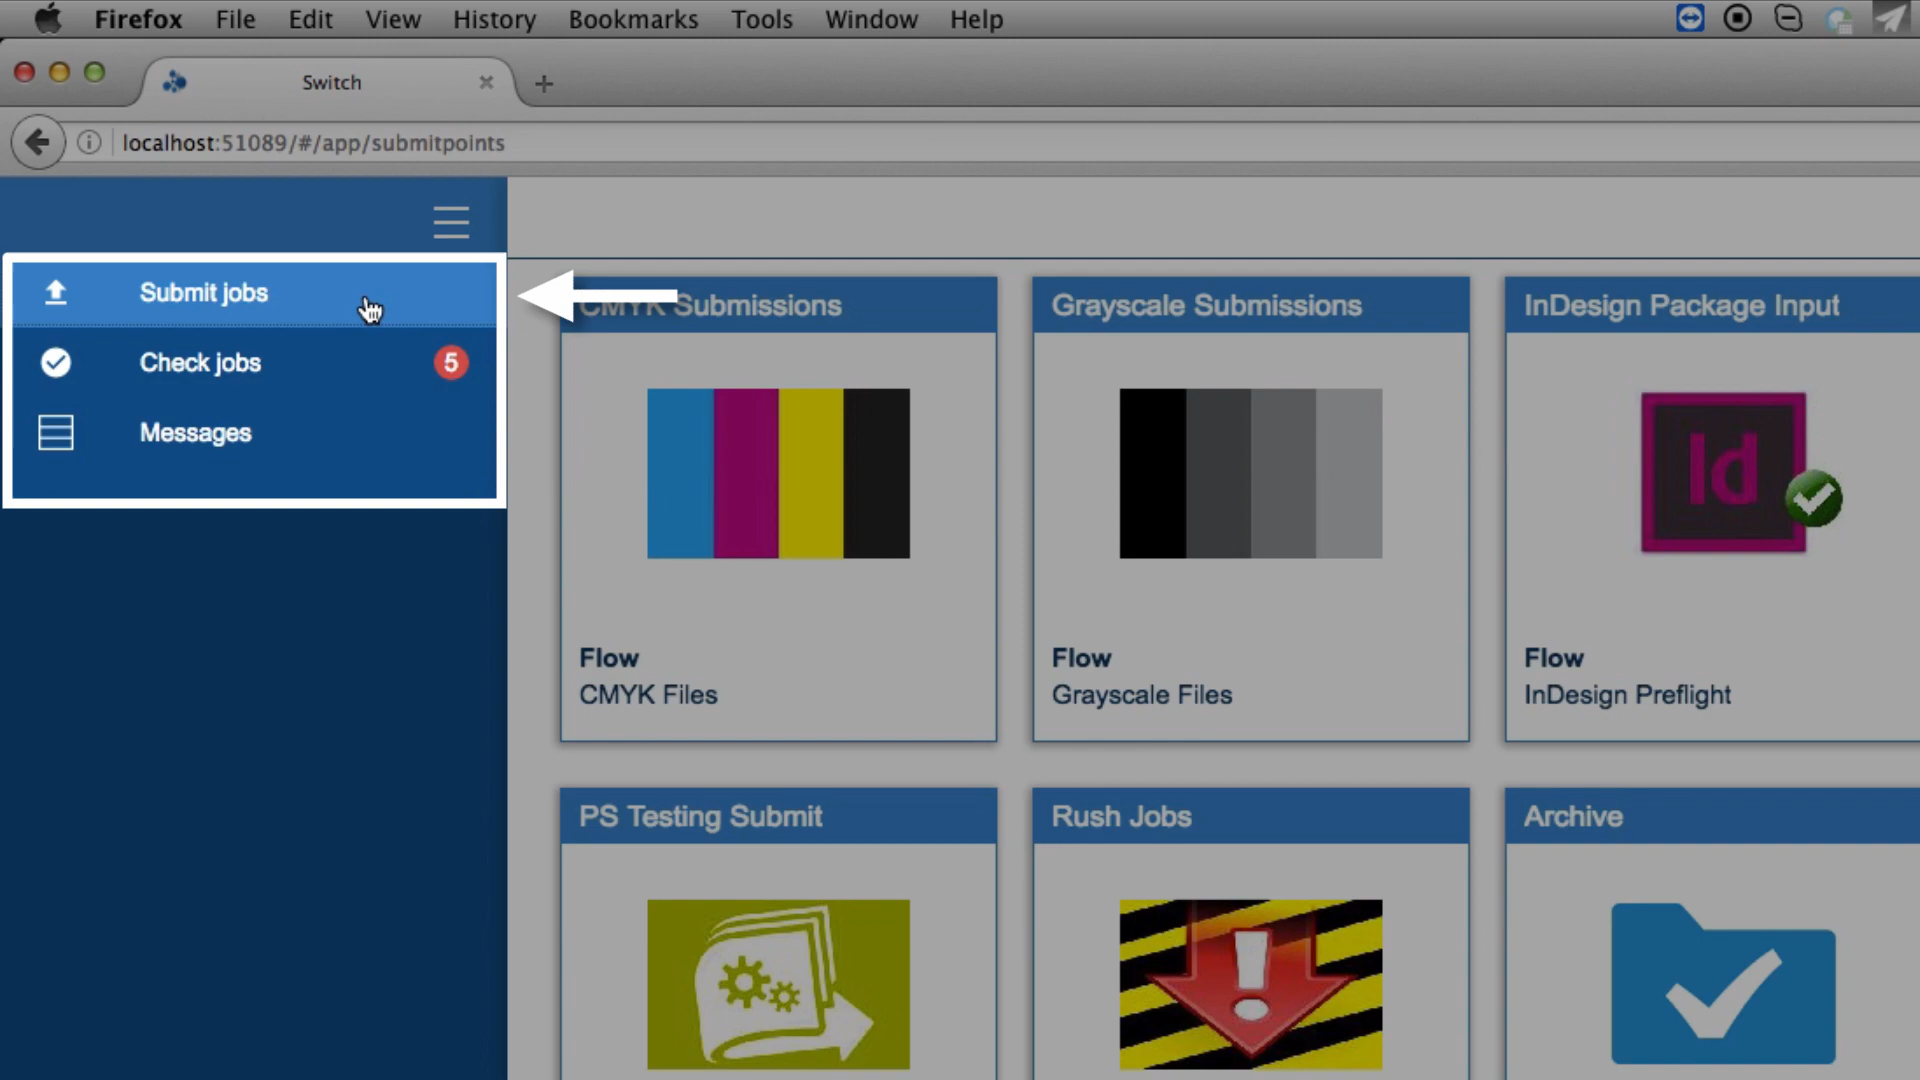 Firefox File Edit View History Bookmarks Tools Window Help
Switch
localhost:51089/#/app/submitpoints
Submit jobs
Check jobs 5
Messages
CMYK Submissions
Grayscale Submissions
InDesign Package Input
Id
Flow
CMYK Files
Flow
Grayscale Files
Flow
InDesign Preflight
PS Testing Submit
Rush Jobs
Archive